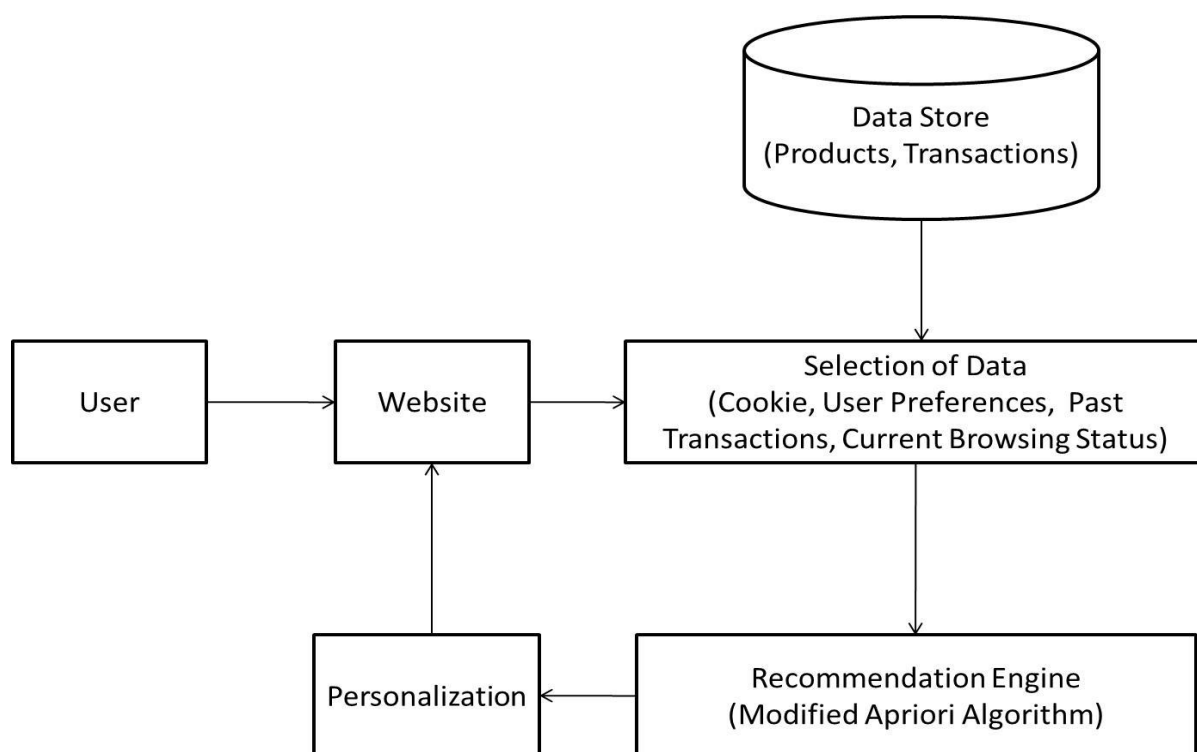 Data Store
(Products, Transactions)
User
Website
Selection of Data
(Cookie, User Preferences, Past
Transactions, Current Browsing Status)
Personalization
Recommendation Engine
(Modified Apriori Algorithm)